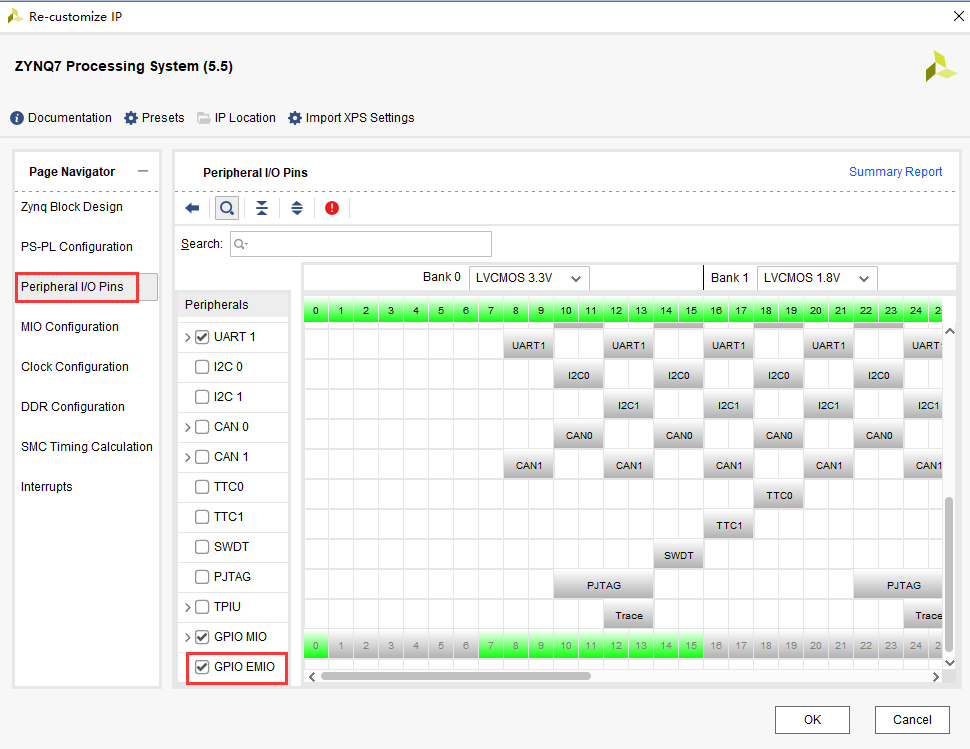 Re-customize IP
ZYNQ7 Processing System (5.5)
Documentation Presets IP Location Import XPS Settings
Page Navigator
Zynq Block Design
PS-PL Configuration
Peripheral I/O Pins
MIO Configuration
Clock Configuration
DDR Configuration
SMC Timing Calculation
Interrupts
Peripheral I/O Pins Summary Report
Search:
Bank 0 LVCMOS 3.3V Bank 1 LVCMOS 1.8V
Peripherals 0 1 2 3 4 5 6 7 8 9 10 11 12 13 14 15 16 17 18 19 20 21 22 23 24
UART 1 UART1 UART1 UART1 UART1 UART
I2C 0 I2C0 I2C0 I2C0 I2C0
I2C 1 I2C1 I2C1 I2C1 I2C1
CAN 0 CAN0 CAN0 CAN0 CAN0
CAN 1 CAN1 CAN1 CAN1 CAN1 CAN1
TTC0 TTC0
TTC1 TTC1
SWDT SWDT
PJTAG PJTAG PJTAG
TPIU Trace Trace
GPIO MIO 0 1 2 3 4 5 6 7 8 9 10 11 12 13 14 15 16 17 18 19 20 21 22 23 24
GPIO EMIO
OK Cancel